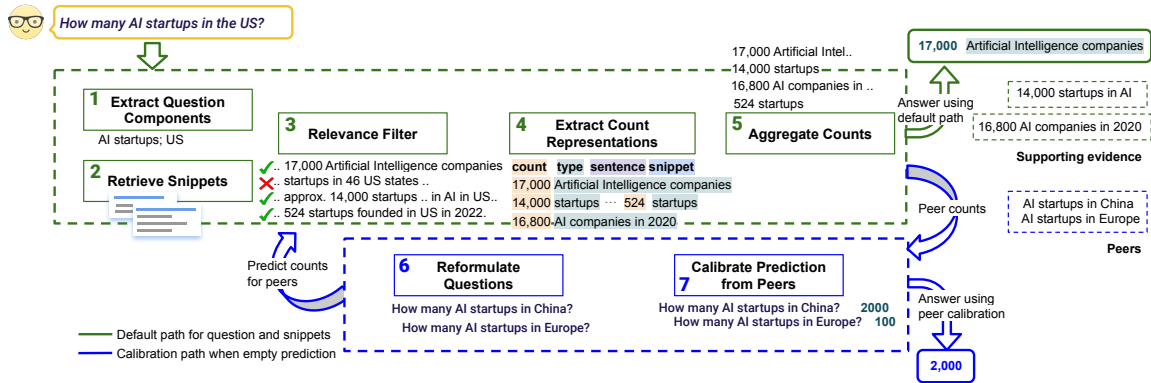 How many AI startups in the US?
1 Extract Question
Components
AI startups; US
2 Retrieve Snippets
3 Relevance Filter
.. 17,000 Artificial Intelligence companies
.. startups in 46 US states ..
.. approx. 14,000 startups .. in AI in US..
.. 524 startups founded in US in 2022.
4 Extract Count
Representations
count type sentence snippet
17,000 Artificial Intelligence companies
14,000 startups ... 524 startups
16,800 AI companies in 2020
17,000 Artificial Intel..
14,000 startups
16,800 AI companies in ..
524 startups
5 Aggregate Counts
Answer using
default path
17,000 Artificial Intelligence companies
14,000 startups in AI
16,800 AI companies in 2020
Supporting evidence
Peer counts
AI startups in China
AI startups in Europe
Peers
Predict counts
for peers
6 Reformulate
Questions
How many AI startups in China?
How many AI startups in Europe?
7 Calibrate Prediction
from Peers
How many AI startups in China? 2000
How many AI startups in Europe? 100
Answer using
peer calibration
2,000
Default path for question and snippets
Calibration path when empty prediction